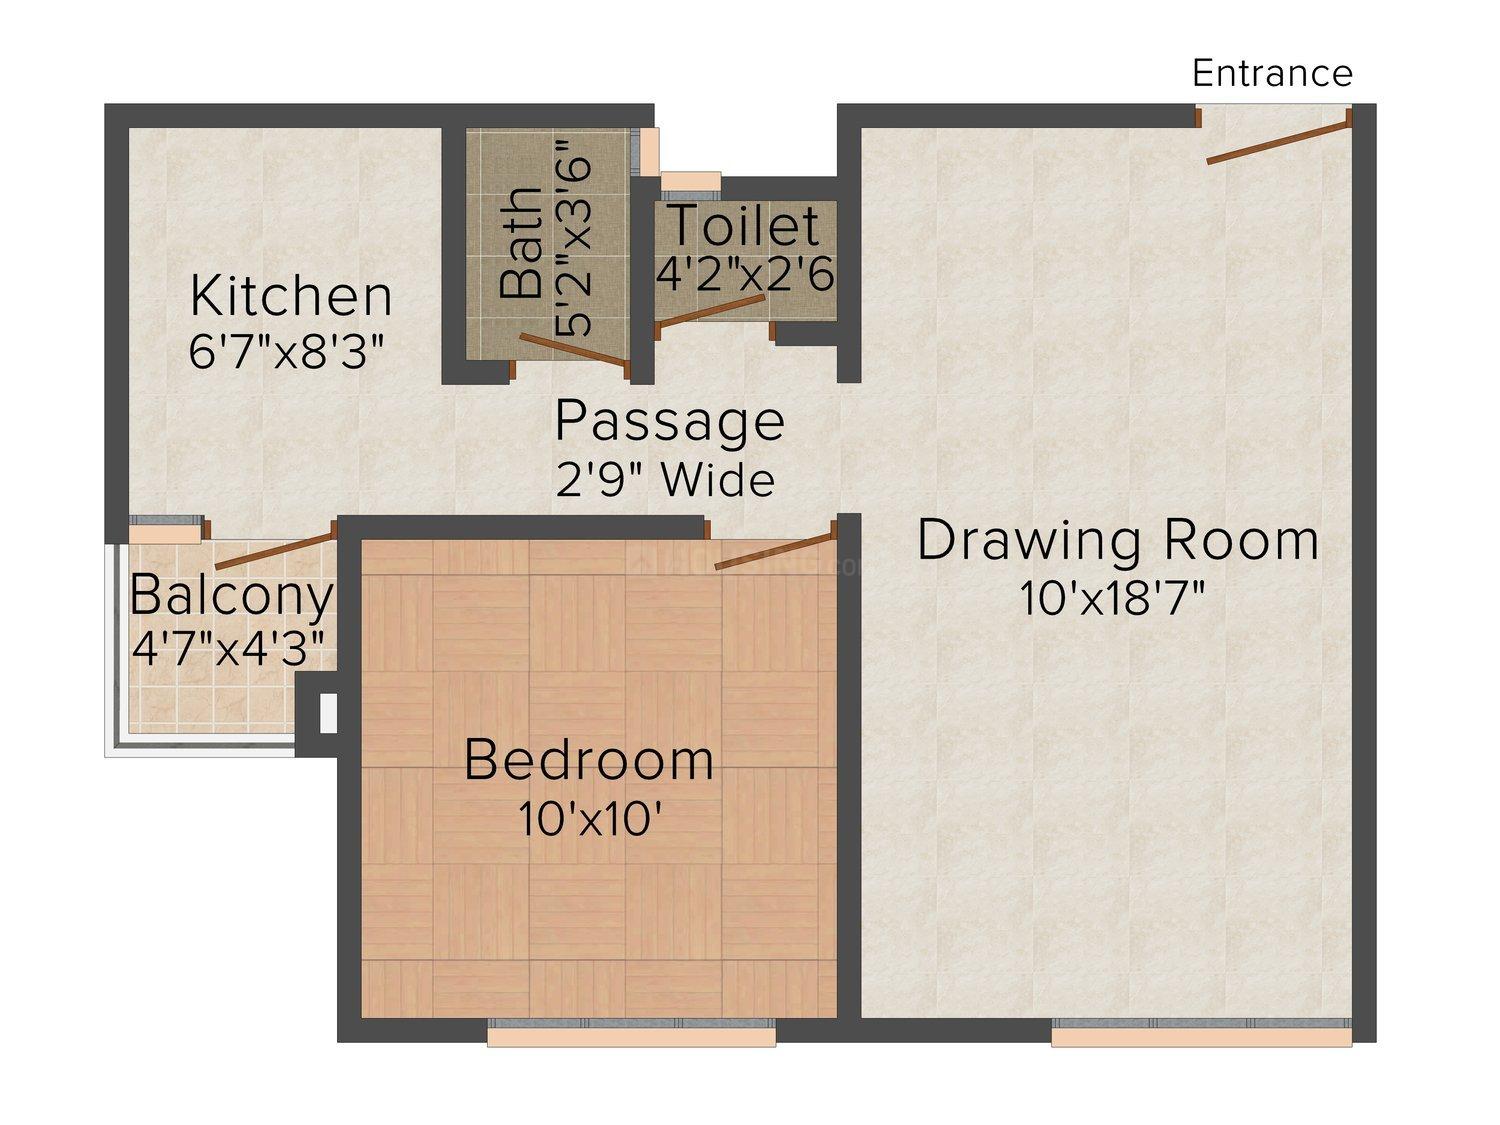 Entrance
Kitchen
6'7"x8'3"
Bath
5'2"x3'6"
Toilet
4'2"x2'6
Passage
2'9" Wide
Drawing Room
10'x18'7"
Balcony
4'7"x4'3"
Bedroom
10'x10'